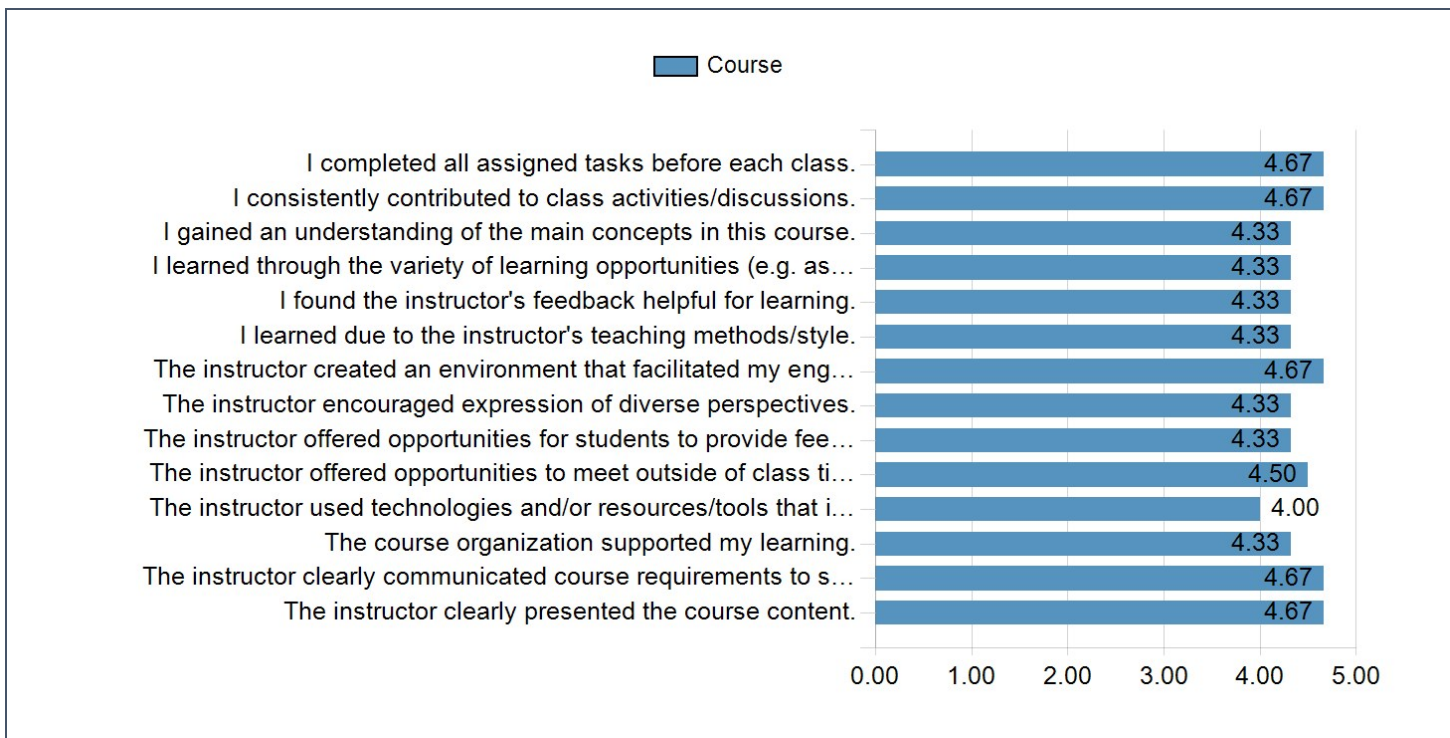 Course
I completed all assigned tasks before each class. 4.67
I consistently contributed to class activities/discussions. 4.67
I gained an understanding of the main concepts in this course. 4.33
I learned through the variety of learning opportunities (e.g. as… 4.33
I found the instructor's feedback helpful for learning. 4.33
I learned due to the instructor's teaching methods/style. 4.33
The instructor created an environment that facilitated my eng… 4.67
The instructor encouraged expression of diverse perspectives. 4.33
The instructor offered opportunities for students to provide fee… 4.33
The instructor offered opportunities to meet outside of class ti… 4.50
The instructor used technologies and/or resources/tools that i… 4.00
The course organization supported my learning. 4.33
The instructor clearly communicated course requirements to s… 4.67
The instructor clearly presented the course content. 4.67
0.00 1.00 2.00 3.00 4.00 5.00